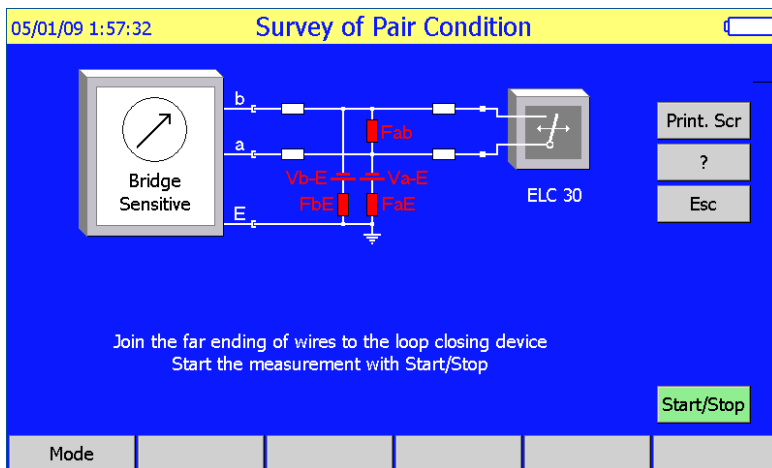 05/01/09 1:57:32 Survey of Pair Condition
b
Fab
Print. Scr
a
?
Bridge
Sensitive
Vb-E Va-E
ELC 30
FbE FaE
Esc
E
Join the far ending of wires to the loop closing device
Start the measurement with Start/Stop
Start/Stop
Mode